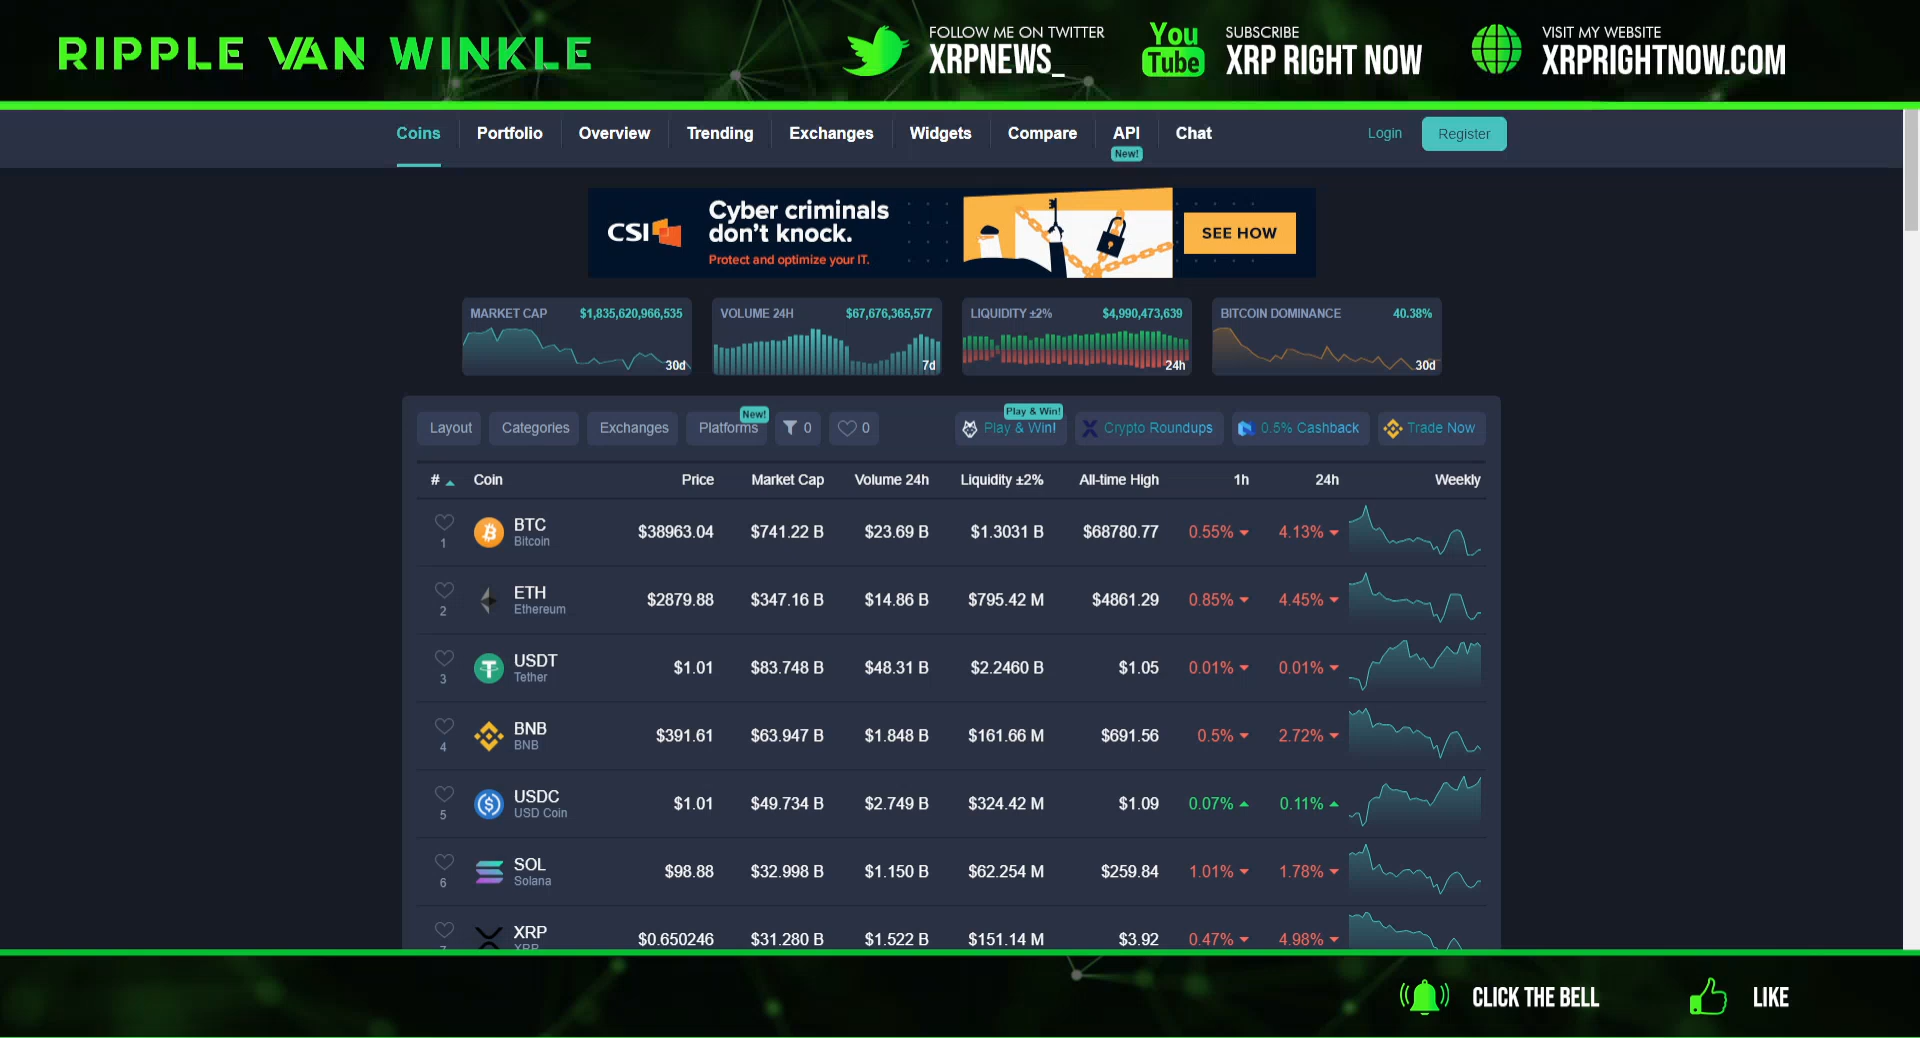 RIPPLE VAN WINKLE
FOLLOW ME ON TWITTER
XRPNEWS_
You
Tube
SUBSCRIBE
XRP RIGHT NOW
VISIT MY WEBSITE
XRPRIGHTNOW.COM
Coins Portfolio Overview Trending Exchanges Widgets Compare API Chat Login Register
New!
CSI
Cyber criminals
don't knock.
Protect and optimize your IT.
SEE HOW
MARKET CAP $1,835,620,966,535
30d
VOLUME 24H $67,676,365,577
7d
LIQUIDITY ±2% $4,990,473,639
24h
BITCOIN DOMINANCE 40.38%
30d
Layout Categories Exchanges Platforms New! 0 0
Play & Win!
Play & Win! Crypto Roundups 0.5% Cashback Trade Now
# Coin Price Market Cap Volume 24h Liquidity ±2% All-time High 1h 24h Weekly
1 BTC $38963.04 $741.22 B $23.69 B $1.3031 B $68780.77 0.55% 4.13%
Bitcoin
2 ETH $2879.88 $347.16 B $14.86 B $795.42 M $4861.29 0.85% 4.45%
Ethereum
3 USDT $1.01 $83.748 B $48.31 B $2.2460 B $1.05 0.01% 0.01%
Tether
4 BNB $391.61 $63.947 B $1.848 B $161.66 M $691.56 0.5% 2.72%
BNB
5 USDC $1.01 $49.734 B $2.749 B $324.42 M $1.09 0.07% 0.11%
USD Coin
6 SOL $98.88 $32.998 B $1.150 B $62.254 M $259.84 1.01% 1.78%
Solana
7 XRP $0.650246 $31.280 B $1.522 B $151.14 M $3.92 0.47% 4.98%
XRP
CLICK THE BELL
LIKE